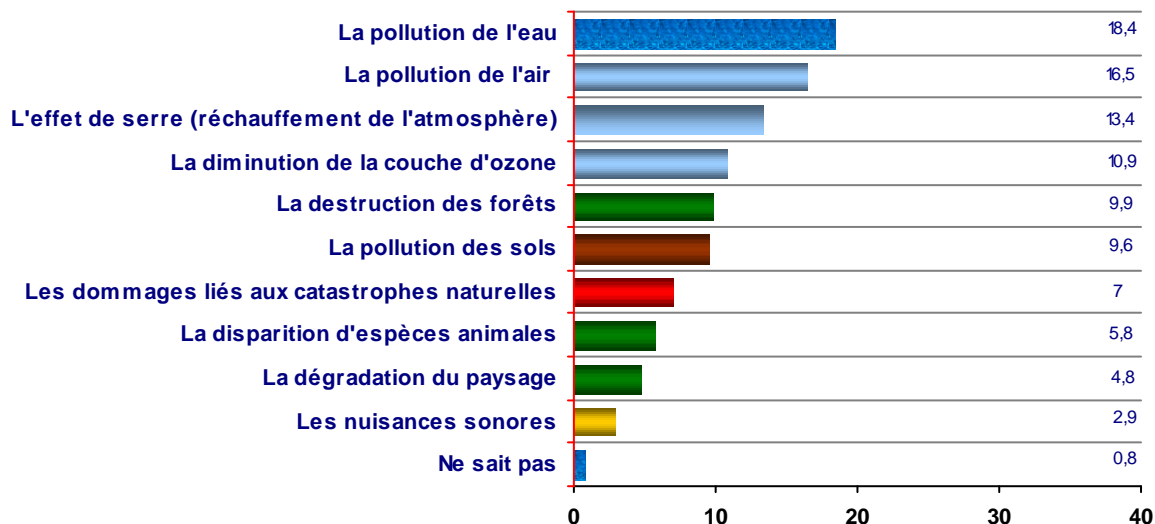 La pollution de l'eau 18,4
La pollution de l'air 16,5
L'effet de serre (réchauffement de l'atmosphère) 13,4
La diminution de la couche d'ozone 10,9
La destruction des forêts 9,9
La pollution des sols 9,6
Les dommages liés aux catastrophes naturelles 7
La disparition d'espèces animales 5,8
La dégradation du paysage 4,8
Les nuisances sonores 2,9
Ne sait pas 0,8
0 10 20 30 40